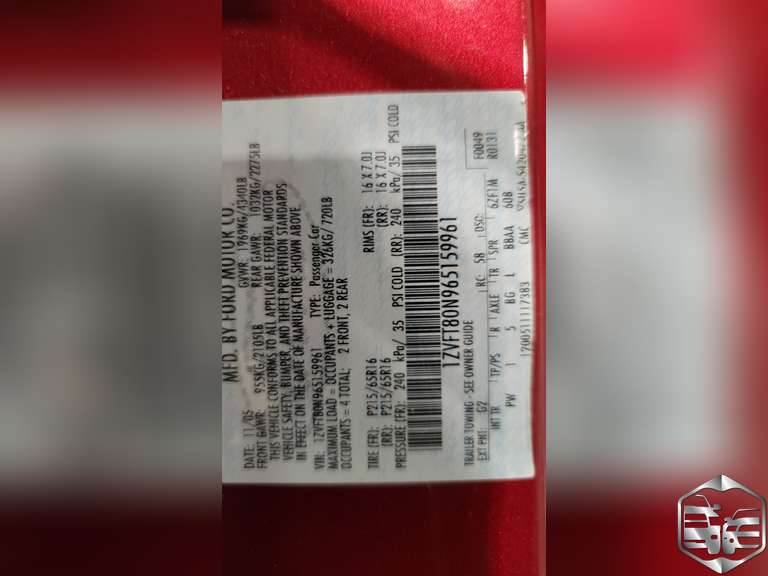 MFD. BY FORD MOTOR CO.
DATE: 11/05 GVWR: 1969KG/4340LB
FRONT GAWR: 955KG/2105LB REAR GAWR: 1032KG/2275LB
THIS VEHICLE CONFORMS TO ALL APPLICABLE FEDERAL MOTOR
VEHICLE SAFETY, BUMPER, AND THEFT PREVENTION STANDARDS
IN EFFECT ON THE DATE OF MANUFACTURE SHOWN ABOVE.
VIN: 1ZVFT80N965159961 TYPE: Passenger Car
MAXIMUM LOAD = OCCUPANTS + LUGGAGE = 326KG/ 720LB
OCCUPANTS = 4 TOTAL; 2 FRONT, 2 REAR
TIRE (FR): P215/65R16 RIMS (FR): 16 X 7.0J
(RR): P215/65R16 (RR): 16 X 7.0J
PRESSURE (FR): 240 kPa/ 35 PSI COLD (RR): 240 kPa/ 35 PSI COLD
1ZVFT80N965159961
TRAILER TOWING - SEE OWNER GUIDE F0049
EXT PNT: G2 RC: 58 DSO: R0131
INT TR TP/PS R AXLE TR SPR 6ZF1M
PW 1 5 BG L BBAA 60B
120051117383 CMC